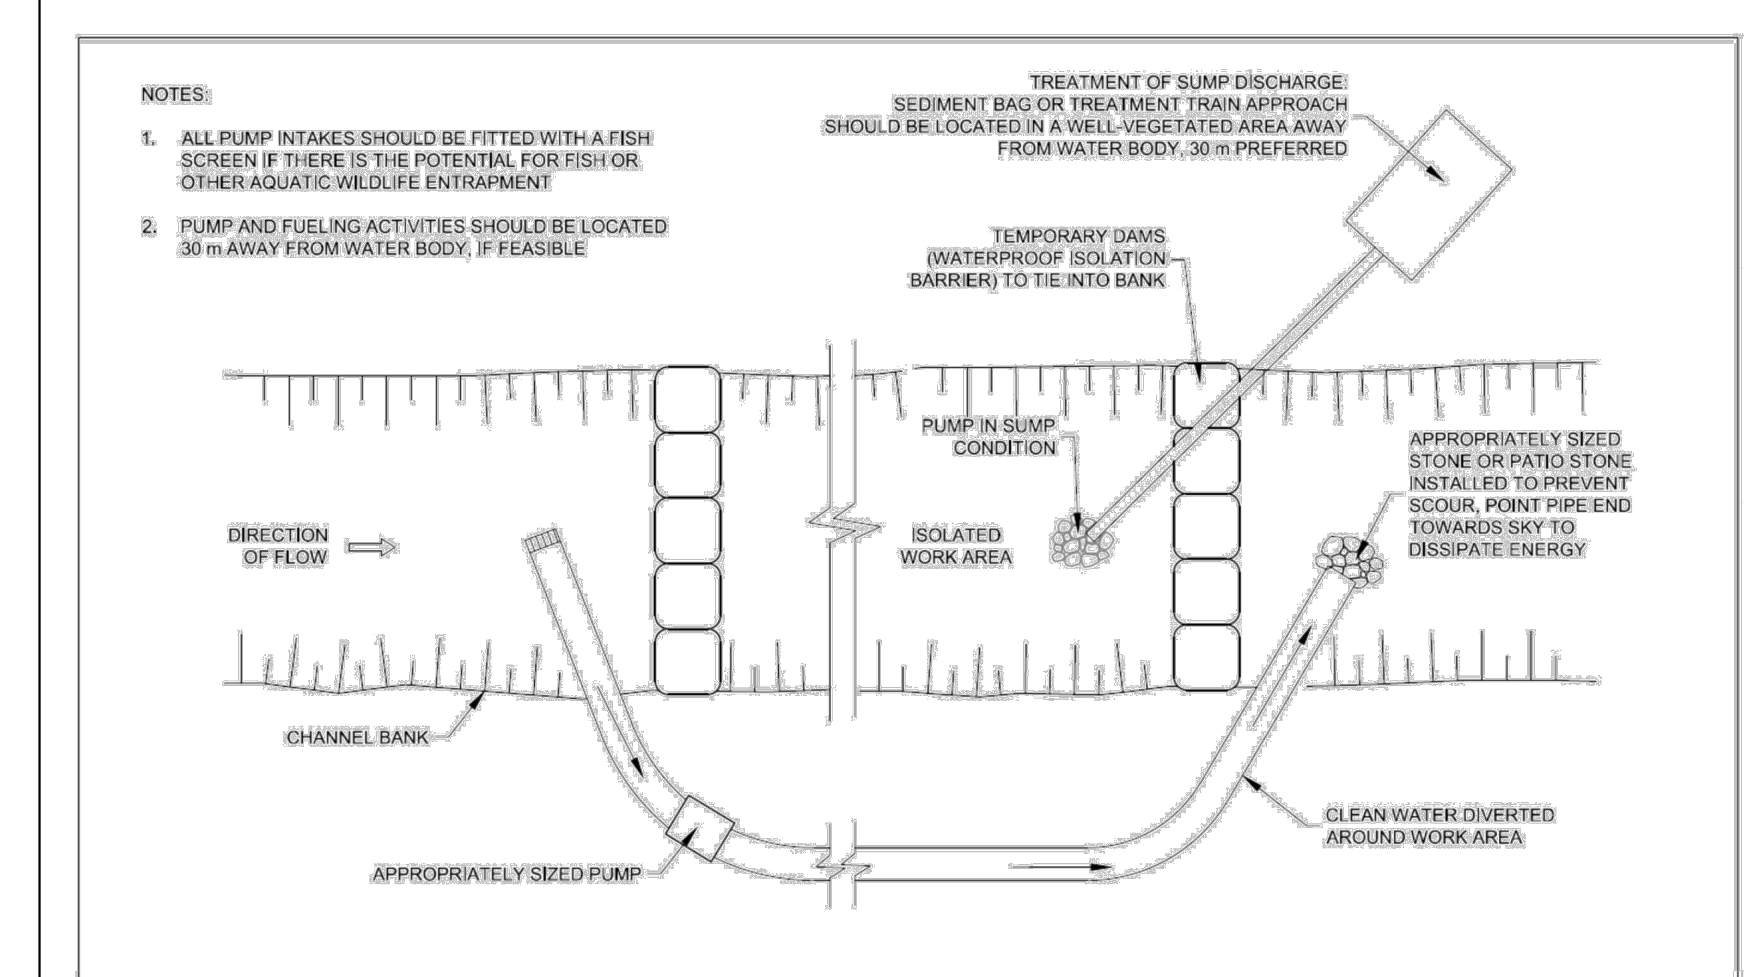 NOTES:
1. ALL PUMP INTAKES SHOULD BE FITTED WITH A FISH
SCREEN IF THERE IS THE POTENTIAL FOR FISH OR
OTHER AQUATIC WILDLIFE ENTRAPMENT
2. PUMP AND FUELING ACTIVITIES SHOULD BE LOCATED
30 m AWAY FROM WATER BODY, IF FEASIBLE
TREATMENT OF SUMP DISCHARGE:
SEDIMENT BAG OR TREATMENT TRAIN APPROACH
SHOULD BE LOCATED IN A WELL-VEGETATED AREA AWAY
FROM WATER BODY, 30 m PREFERRED
TEMPORARY DAMS
(WATERPROOF ISOLATION
BARRIER) TO TIE INTO BANK
PUMP IN SUMP
CONDITION
APPROPRIATELY SIZED
STONE OR PATIO STONE
INSTALLED TO PREVENT
SCOUR, POINT PIPE END
TOWARDS SKY TO
DISSIPATE ENERGY
DIRECTION
OF FLOW
ISOLATED
WORK AREA
CHANNEL BANK
CLEAN WATER DIVERTED
AROUND WORK AREA
APPROPRIATELY SIZED PUMP